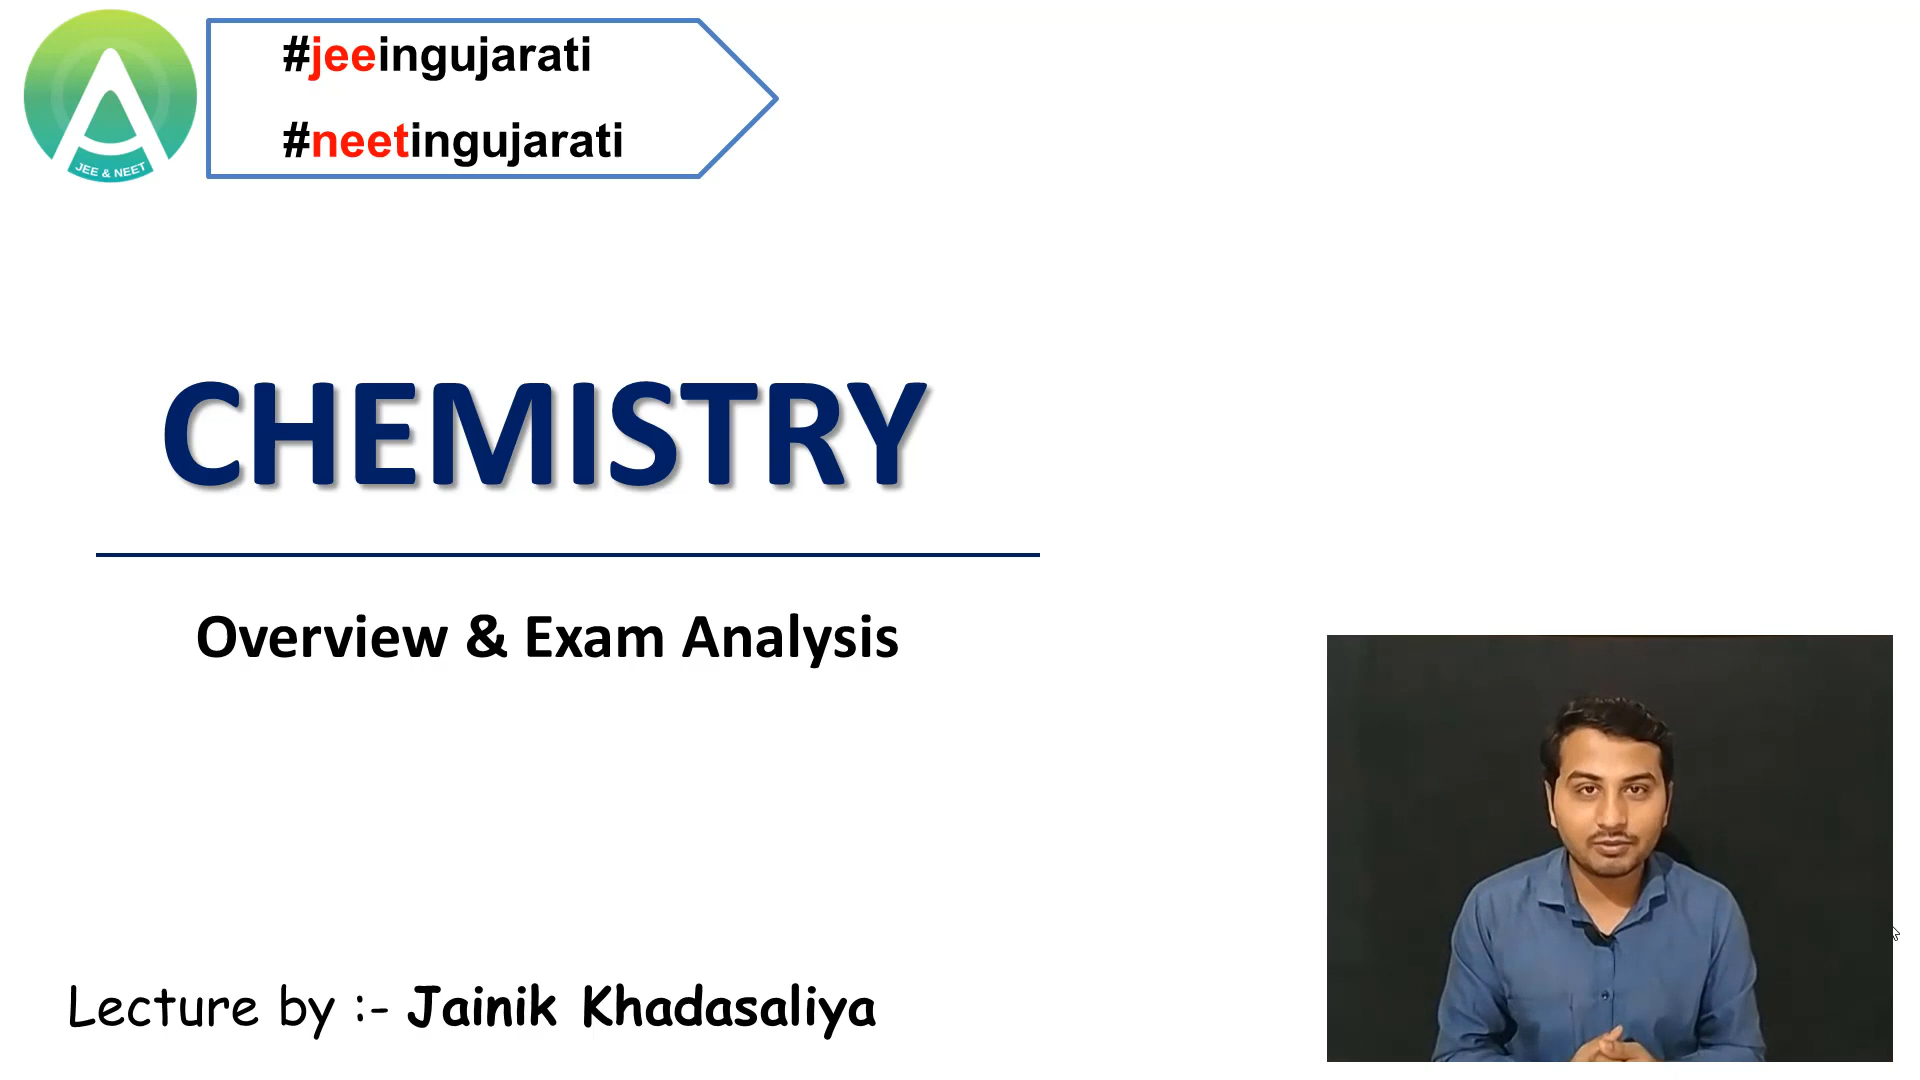 #jeeingujarati
#neetingujarati
JEE & NEET
CHEMISTRY
Overview & Exam Analysis
Lecture by :- Jainik Khadasaliya